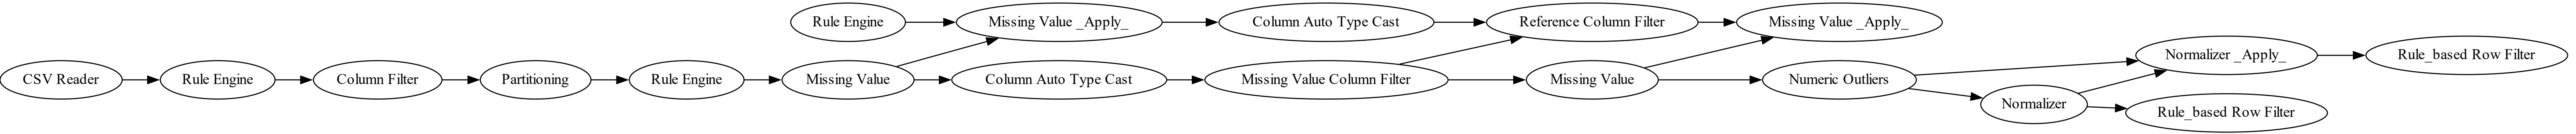 Rule Engine
Missing Value _Apply_
Column Auto Type Cast
Reference Column Filter
Missing Value _Apply_
CSV Reader
Rule Engine
Column Filter
Partitioning
Rule Engine
Missing Value
Column Auto Type Cast
Missing Value Column Filter
Missing Value
Numeric Outliers
Normalizer _Apply_
Rule_based Row Filter
Normalizer
Rule_based Row Filter